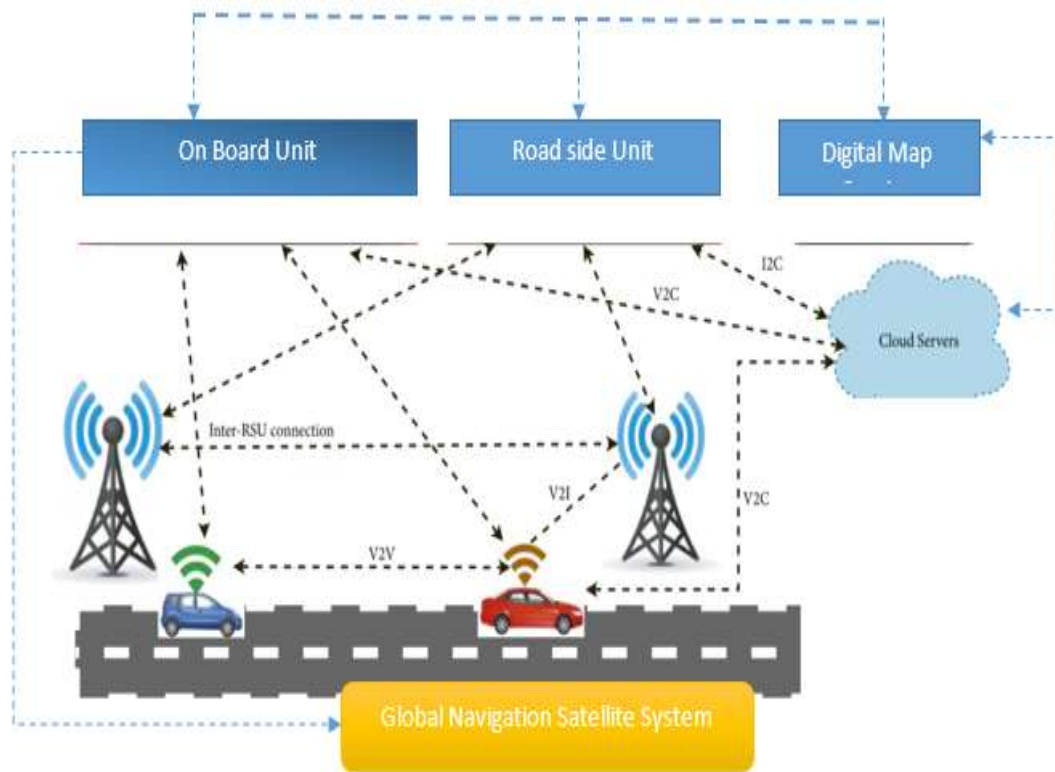 On Board Unit
Road side Unit
Digital Map
I2C
V2C
Cloud Servers
Inter-RSU connection
V2I
V2C
V2V
Global Navigation Satellite System